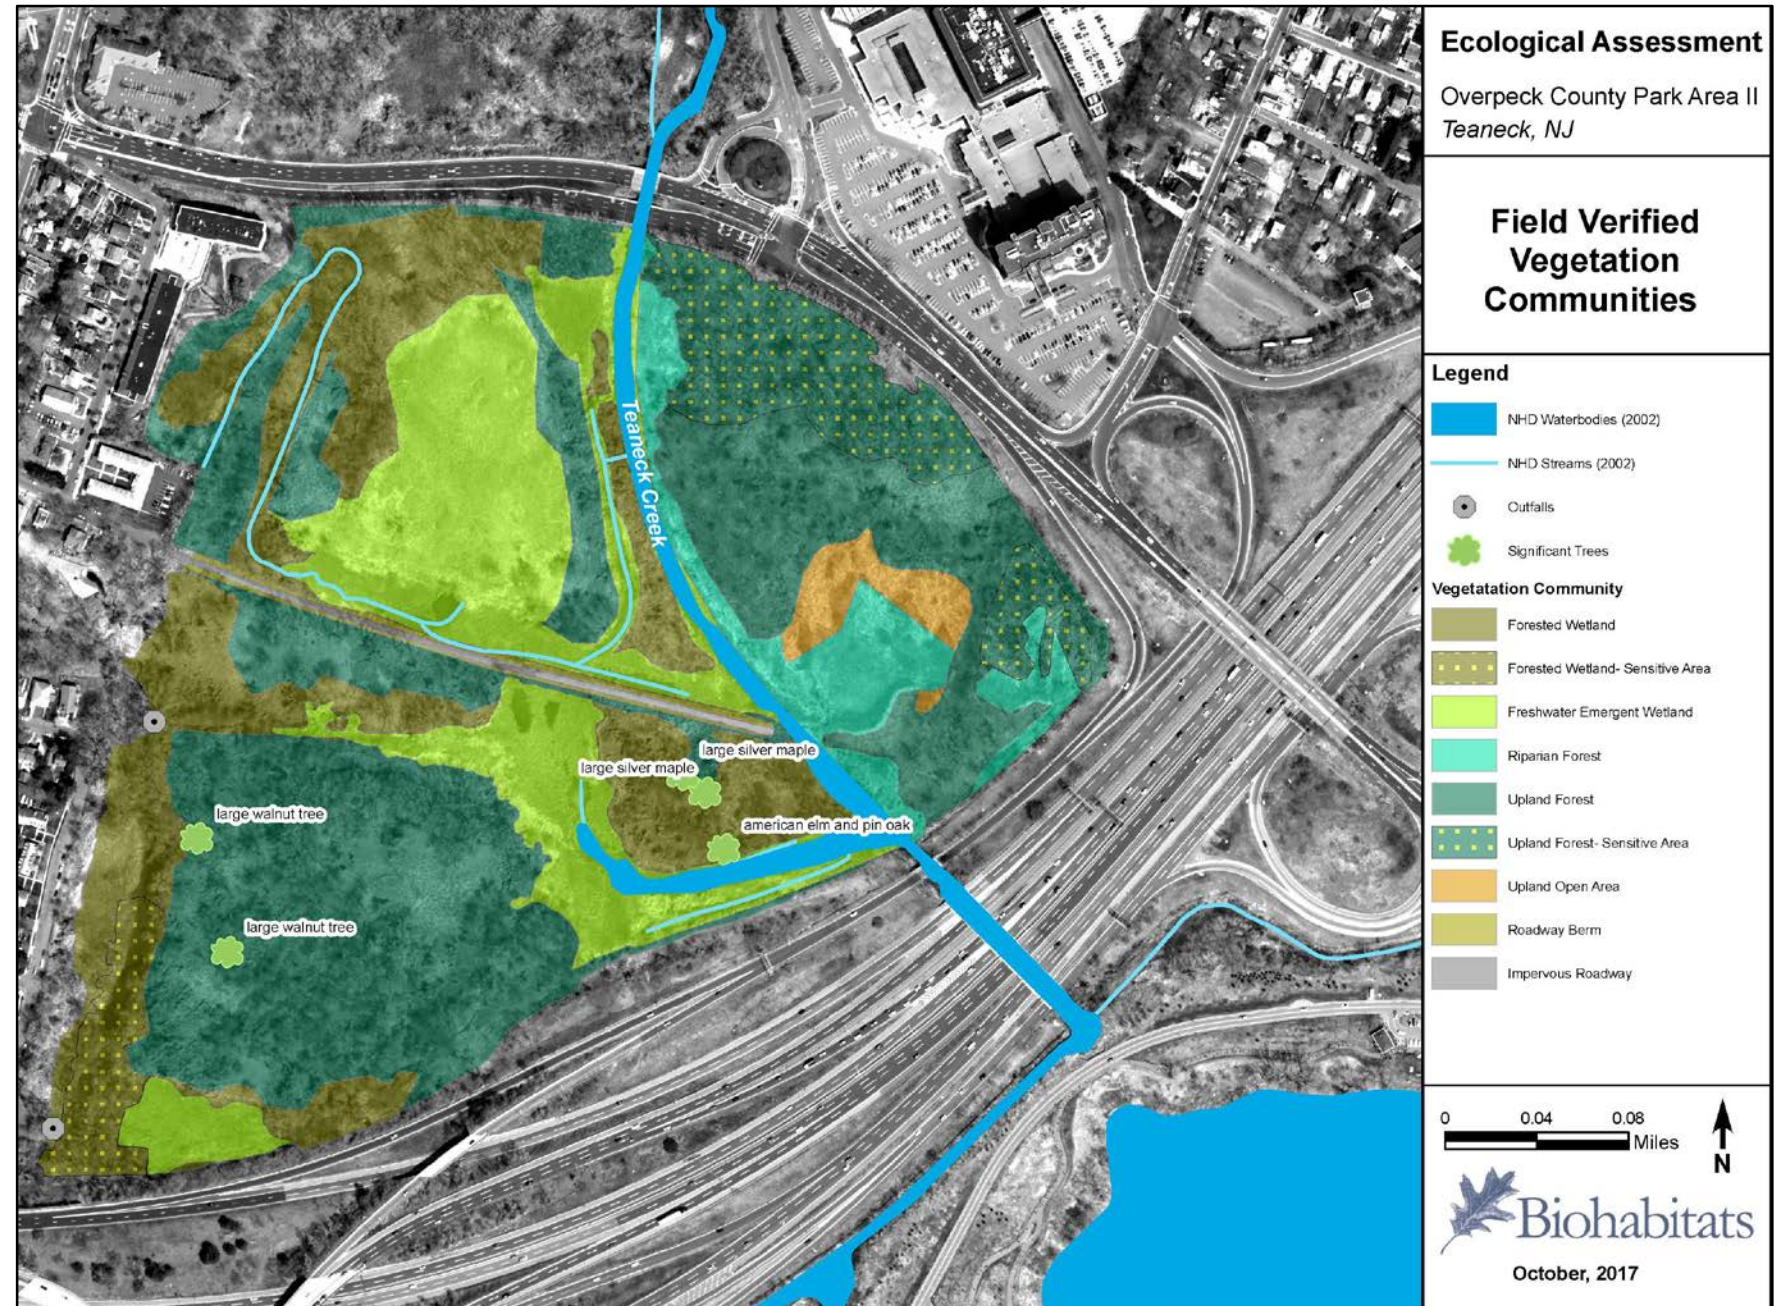 Ecological Assessment
Overpeck County Park Area II
Teaneck, NJ
Field Verified
Vegetation
Communities
Legend
NHD Waterbodies (2002)
NHD Streams (2002)
Outfalls
Significant Trees
Vegetatation Community
Forested Wetland
Forested Wetland- Sensitive Area
Freshwater Emergent Wetland
Riparian Forest
Upland Forest
Upland Forest- Sensitive Area
Upland Open Area
Roadway Berm
Impervous Roadway
0 0.04 0.08
Miles
N
Biohabitats
October, 2017
Teaneck Creek
large silver maple
large silver maple
large walnut tree
american elm and pin oak
large walnut tree